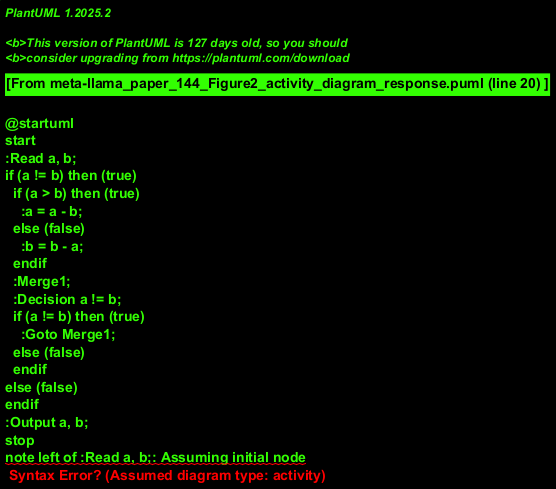 PlantUML 1.2025.2
<b>This version of PlantUML is 127 days old, so you should
<b>consider upgrading from https://plantuml.com/download
[From meta-llama_paper_144_Figure2_activity_diagram_response.puml (line 20) ]
@startuml
start
:Read a, b;
if (a != b) then (true)
  if (a > b) then (true)
    :a = a - b;
  else (false)
    :b = b - a;
  endif
  :Merge1;
  :Decision a != b;
  if (a != b) then (true)
    :Goto Merge1;
  else (false)
  endif
else (false)
endif
:Output a, b;
stop
note left of :Read a, b;: Assuming initial node
Syntax Error? (Assumed diagram type: activity)